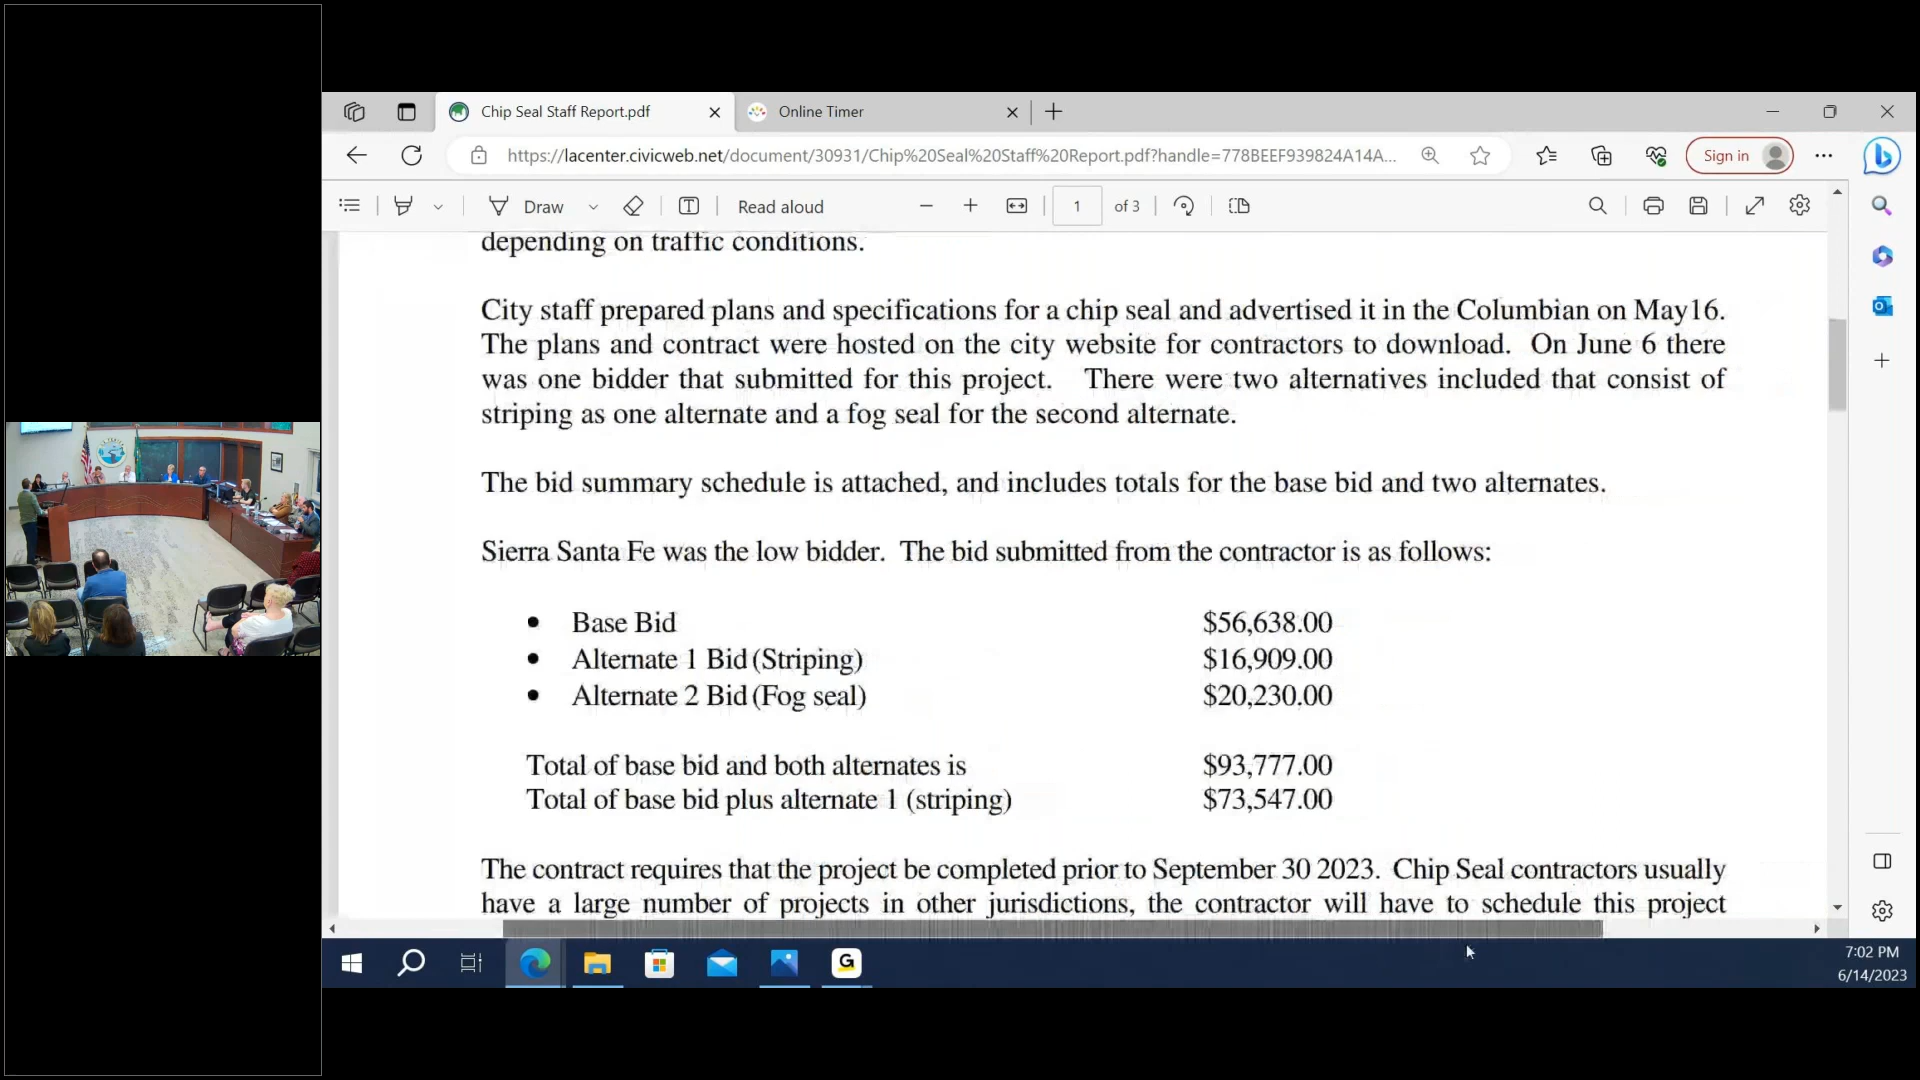 Chip Seal Staff Report.pdf
Online Timer
https://lacenter.civicweb.net/document/30931/Chip%20Seal%20Staff%20Report.pdf?handle=778BEEF939824A14A...
Sign in
Draw
Read aloud
1
of 3
depending on traffic conditions.
City staff prepared plans and specifications for a chip seal and advertised it in the Columbian on May16.
The plans and contract were hosted on the city website for contractors to download. On June 6 there
was one bidder that submitted for this project. There were two alternatives included that consist of
striping as one alternate and a fog seal for the second alternate.
The bid summary schedule is attached, and includes totals for the base bid and two alternates.
Sierra Santa Fe was the low bidder. The bid submitted from the contractor is as follows:
• Base Bid $56,638.00
• Alternate 1 Bid (Striping) $16,909.00
• Alternate 2 Bid (Fog seal) $20,230.00
Total of base bid and both alternates is $93,777.00
Total of base bid plus alternate 1 (striping) $73,547.00
The contract requires that the project be completed prior to September 30 2023. Chip Seal contractors usually
have a large number of projects in other jurisdictions, the contractor will have to schedule this project
7:02 PM
6/14/2023